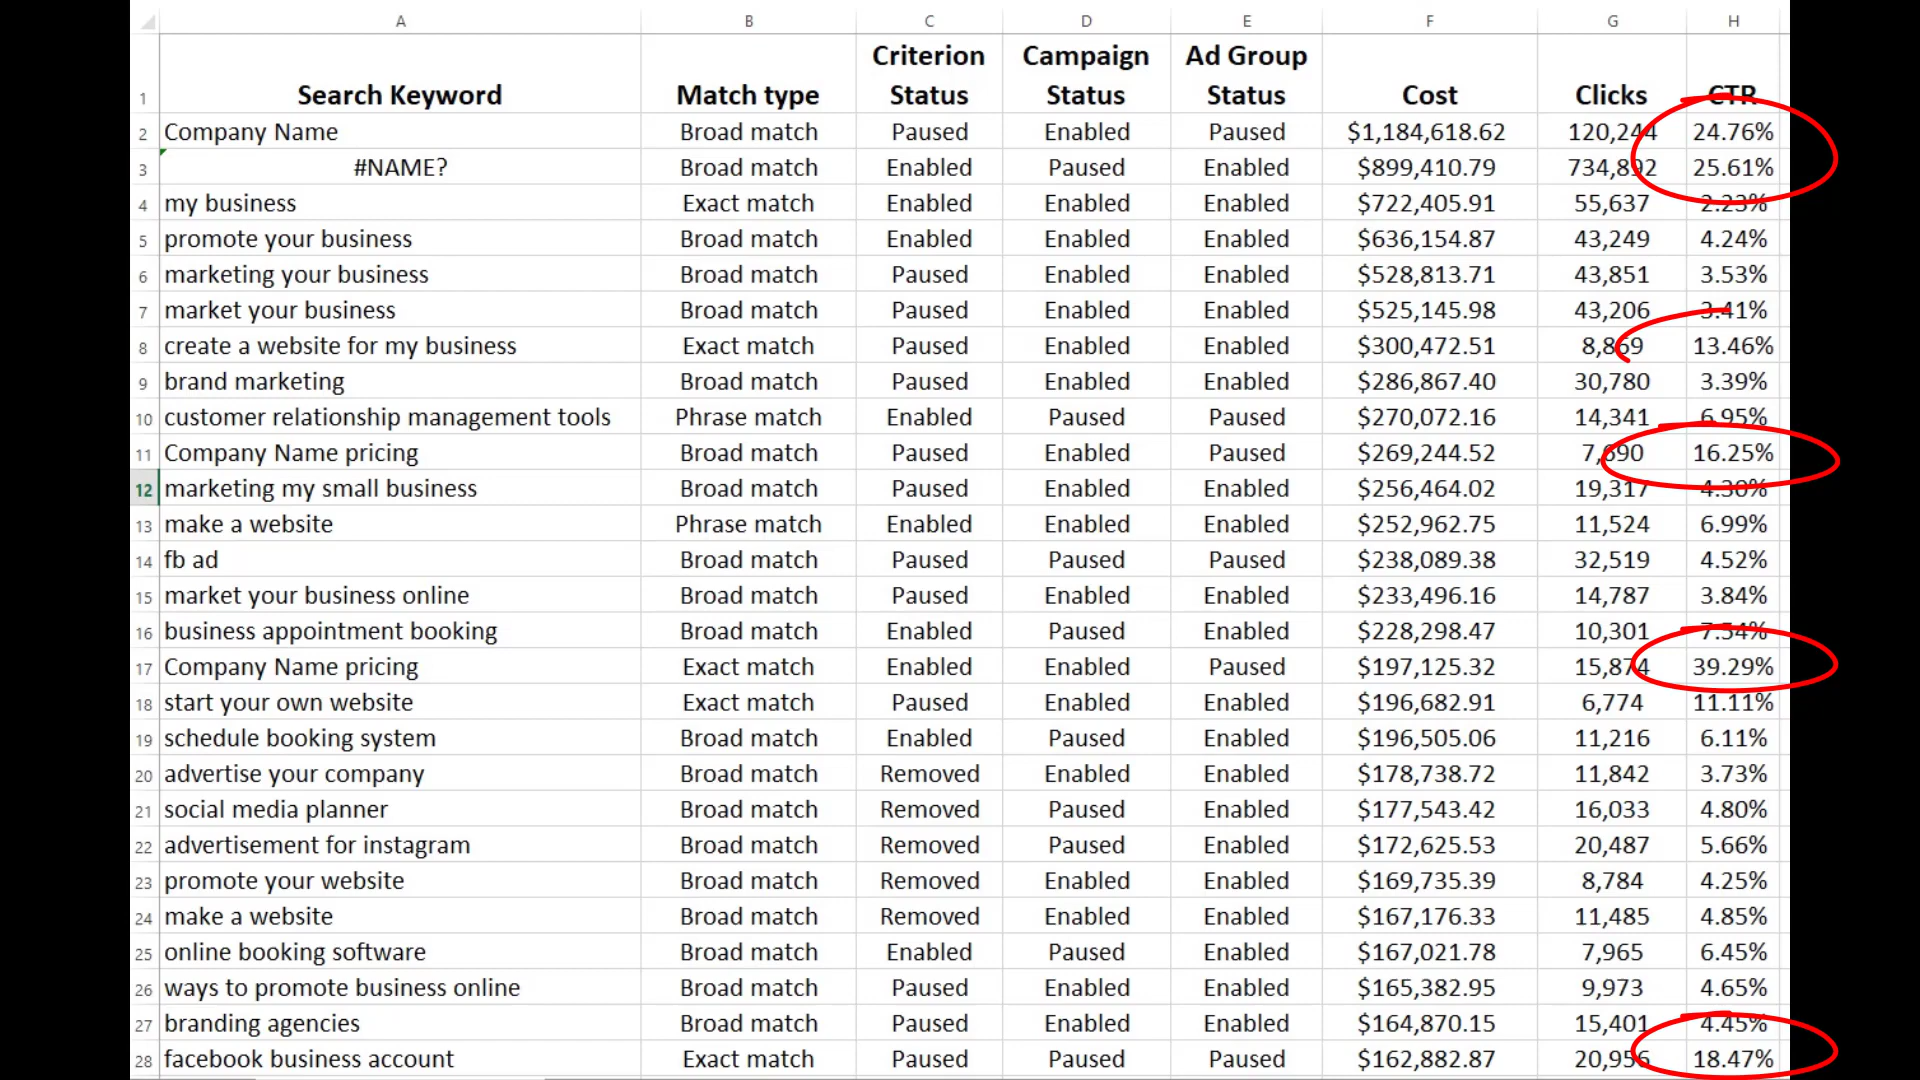 A B C D E F G H
1 Search Keyword Match type Criterion Status Campaign Status Ad Group Status Cost Clicks CTR
2 Company Name Broad match Paused Enabled Paused $1,184,618.62 120,244 24.76%
3 #NAME? Broad match Enabled Paused Enabled $899,410.79 734,892 25.61%
4 my business Exact match Enabled Enabled Enabled $722,405.91 55,637 2.23%
5 promote your business Broad match Enabled Enabled Enabled $636,154.87 43,249 4.24%
6 marketing your business Broad match Paused Enabled Enabled $528,813.71 43,851 3.53%
7 market your business Broad match Paused Enabled Enabled $525,145.98 43,206 3.41%
8 create a website for my business Exact match Paused Enabled Enabled $300,472.51 8,869 13.46%
9 brand marketing Broad match Paused Enabled Enabled $286,867.40 30,780 3.39%
10 customer relationship management tools Phrase match Enabled Paused Paused $270,072.16 14,341 6.95%
11 Company Name pricing Broad match Paused Enabled Paused $269,244.52 7,690 16.25%
12 marketing my small business Broad match Paused Enabled Enabled $256,464.02 19,317 4.30%
13 make a website Phrase match Enabled Enabled Enabled $252,962.75 11,524 6.99%
14 fb ad Broad match Paused Paused Paused $238,089.38 32,519 4.52%
15 market your business online Broad match Paused Enabled Enabled $233,496.16 14,787 3.84%
16 business appointment booking Broad match Enabled Paused Enabled $228,298.47 10,301 7.54%
17 Company Name pricing Exact match Enabled Enabled Paused $197,125.32 15,874 39.29%
18 start your own website Exact match Paused Enabled Enabled $196,682.91 6,774 11.11%
19 schedule booking system Broad match Enabled Paused Enabled $196,505.06 11,216 6.11%
20 advertise your company Broad match Removed Enabled Enabled $178,738.72 11,842 3.73%
21 social media planner Broad match Removed Paused Enabled $177,543.42 16,033 4.80%
22 advertisement for instagram Broad match Removed Paused Enabled $172,625.53 20,487 5.66%
23 promote your website Broad match Removed Enabled Enabled $169,735.39 8,784 4.25%
24 make a website Broad match Removed Enabled Enabled $167,176.33 11,485 4.85%
25 online booking software Broad match Enabled Paused Enabled $167,021.78 7,965 6.45%
26 ways to promote business online Broad match Paused Enabled Enabled $165,382.95 9,973 4.65%
27 branding agencies Broad match Paused Enabled Enabled $164,870.15 15,401 4.45%
28 facebook business account Exact match Paused Paused Paused $162,882.87 20,956 18.47%